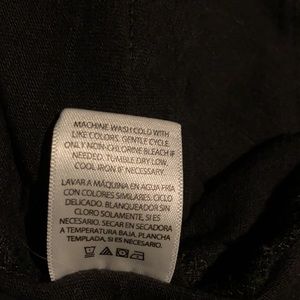 MACHINE WASH COLD WITH
LIKE COLORS. GENTLE CYCLE
ONLY NON-CHLORINE BLEACH IF
NEEDED. TUMBLE DRY LOW.
COOL IRON IF NECESSARY.
LAVAR A MÁQUINA EN AGUA FRÍA
CON COLORES SIMILARES. CICLO
DELICADO. BLANQUEADOR SIN
CLORO SOLAMENTE, SI ES
NECESARIO. SECAR EN SECADORA
A TEMPERATURA BAJA. PLANCHA
TEMPLADA, SI ES NECESARIO.